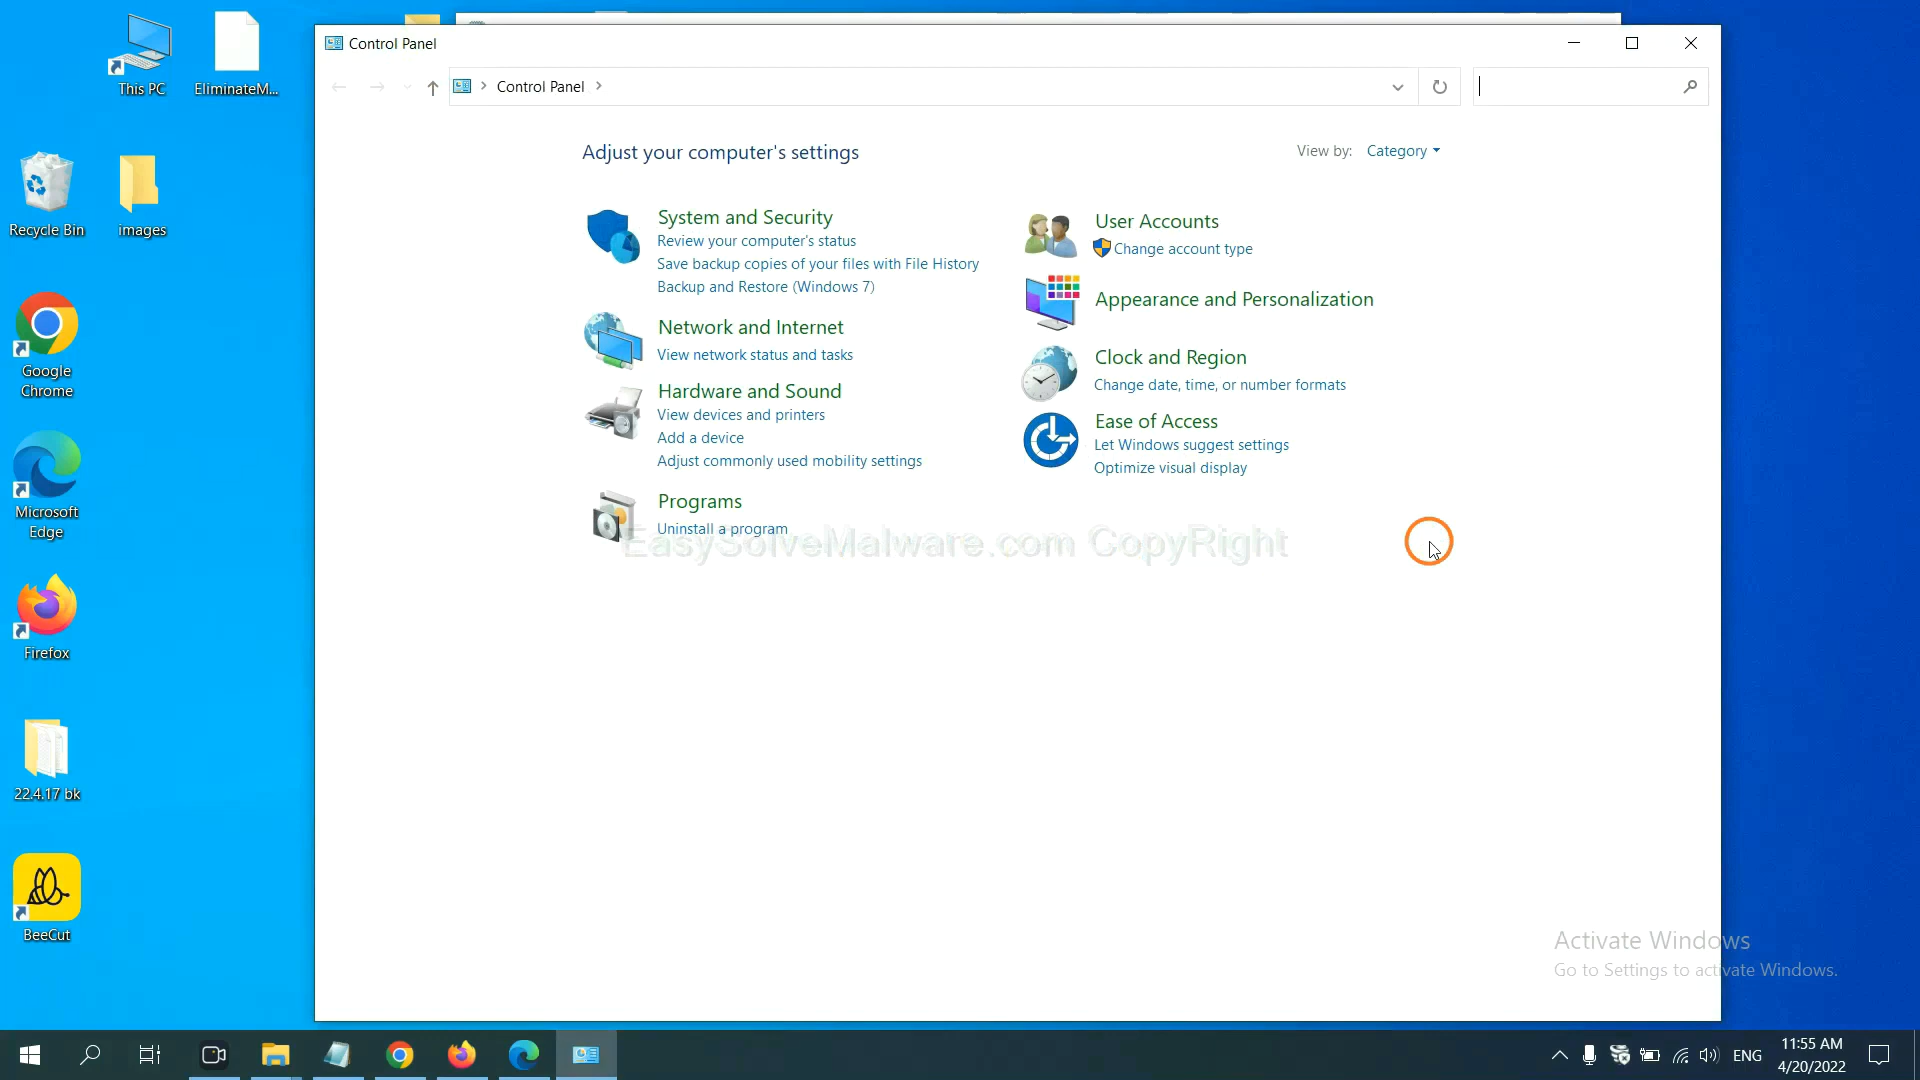 This PC
EliminateM...
Recycle Bin
images
Google
Chrome
Microsoft
Edge
Firefox
22.4.17 bk
BeeCut
Control Panel
Control Panel
Adjust your computer's settings
View by:
Category
System and Security
Review your computer's status
Save backup copies of your files with File History
Backup and Restore (Windows 7)
Network and Internet
View network status and tasks
Hardware and Sound
View devices and printers
Add a device
Adjust commonly used mobility settings
Programs
Uninstall a program
User Accounts
Change account type
Appearance and Personalization
Clock and Region
Change date, time, or number formats
Ease of Access
Let Windows suggest settings
Optimize visual display
EasySolveMalware.com CopyRight
Activate Windows
Go to Settings to activate Windows.
ENG
11:55 AM
4/20/2022